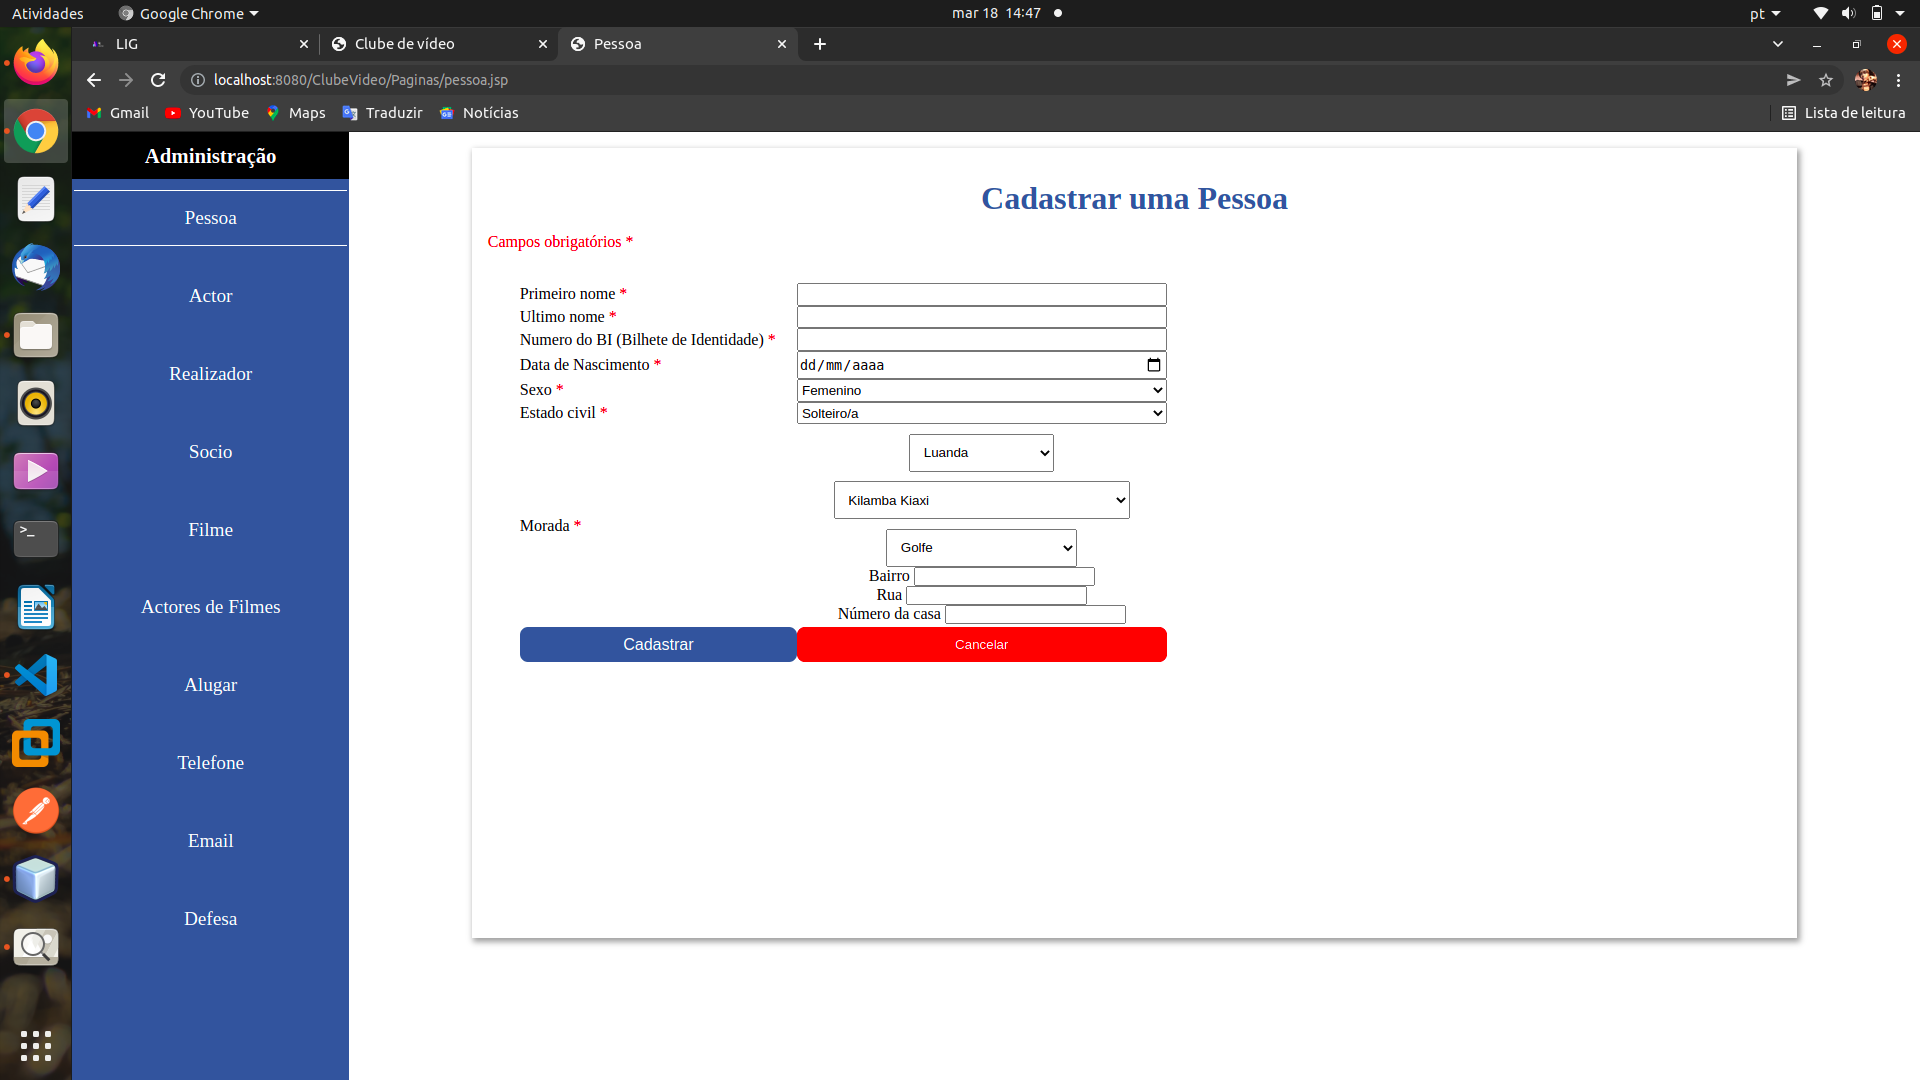 Atividades
Google Chrome
mar 18 14:47
pt
LIG
Clube de vídeo
Pessoa
localhost:8080/ClubeVideo/Paginas/pessoa.jsp
Gmail
YouTube
Maps
Traduzir
Notícias
Lista de leitura
Administração
Pessoa
Actor
Realizador
Socio
Filme
Actores de Filmes
Alugar
Telefone
Email
Defesa
Cadastrar uma Pessoa
Campos obrigatórios *
Primeiro nome *
Ultimo nome *
Numero do BI (Bilhete de Identidade) *
Data de Nascimento * dd/mm/aaaa
Sexo * Femenino
Estado civil * Solteiro/a
Morada *
Luanda
Kilamba Kiaxi
Golfe
Bairro
Rua
Número da casa
Cadastrar Cancelar